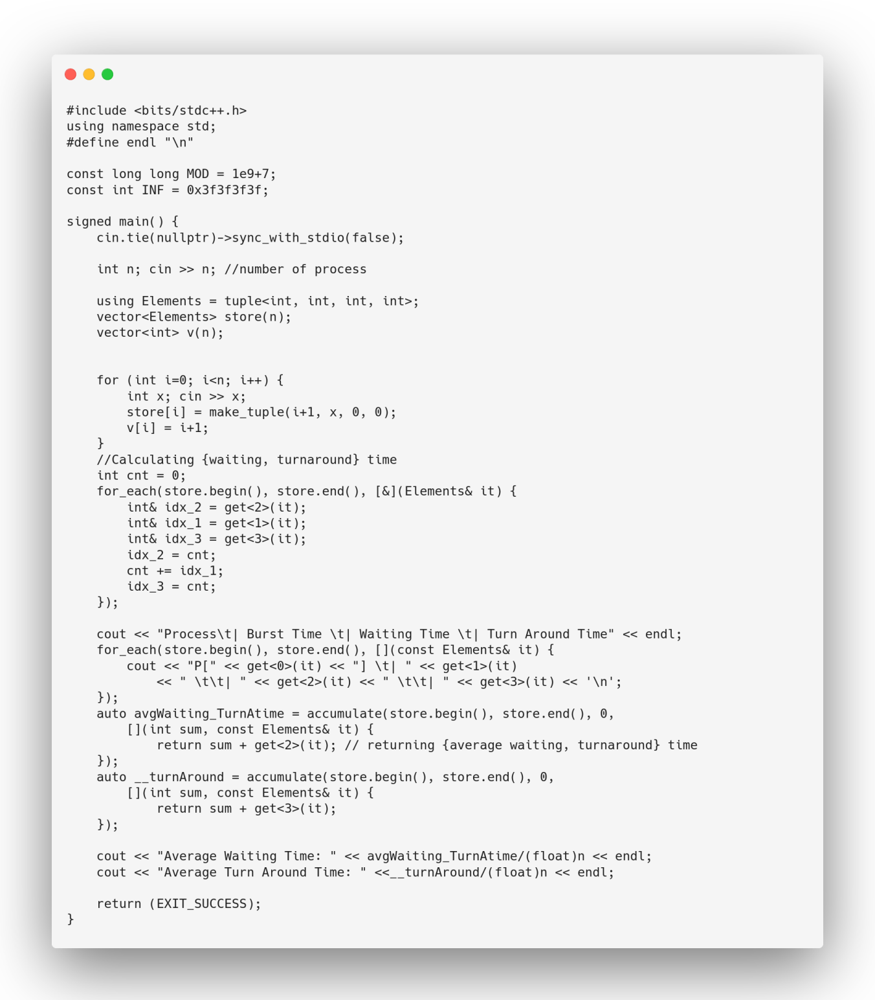 #include <bits/stdc++.h>
using namespace std;
#define endl "\n"

const long long MOD = 1e9+7;
const int INF = 0x3f3f3f3f;

signed main() {
    cin.tie(nullptr)->sync_with_stdio(false);

    int n; cin >> n; //number of process

    using Elements = tuple<int, int, int, int>;
    vector<Elements> store(n);
    vector<int> v(n);


    for (int i=0; i<n; i++) {
        int x; cin >> x;
        store[i] = make_tuple(i+1, x, 0, 0);
        v[i] = i+1;
    }
    //Calculating {waiting, turnaround} time
    int cnt = 0;
    for_each(store.begin(), store.end(), [&](Elements& it) {
        int& idx_2 = get<2>(it);
        int& idx_1 = get<1>(it);
        int& idx_3 = get<3>(it);
        idx_2 = cnt;
        cnt += idx_1;
        idx_3 = cnt;
    });

    cout << "Process\t| Burst Time \t| Waiting Time \t| Turn Around Time" << endl;
    for_each(store.begin(), store.end(), [](const Elements& it) {
        cout << "P[" << get<0>(it) << "] \t| " << get<1>(it)
            << " \t\t| " << get<2>(it) << " \t\t| " << get<3>(it) << '\n';
    });
    auto avgWaiting_TurnAtime = accumulate(store.begin(), store.end(), 0,
        [](int sum, const Elements& it) {
            return sum + get<2>(it); // returning {average waiting, turnaround} time
    });
    auto __turnAround = accumulate(store.begin(), store.end(), 0,
        [](int sum, const Elements& it) {
            return sum + get<3>(it);
    });

    cout << "Average Waiting Time: " << avgWaiting_TurnAtime/(float)n << endl;
    cout << "Average Turn Around Time: " <<__turnAround/(float)n << endl;

    return (EXIT_SUCCESS);
}